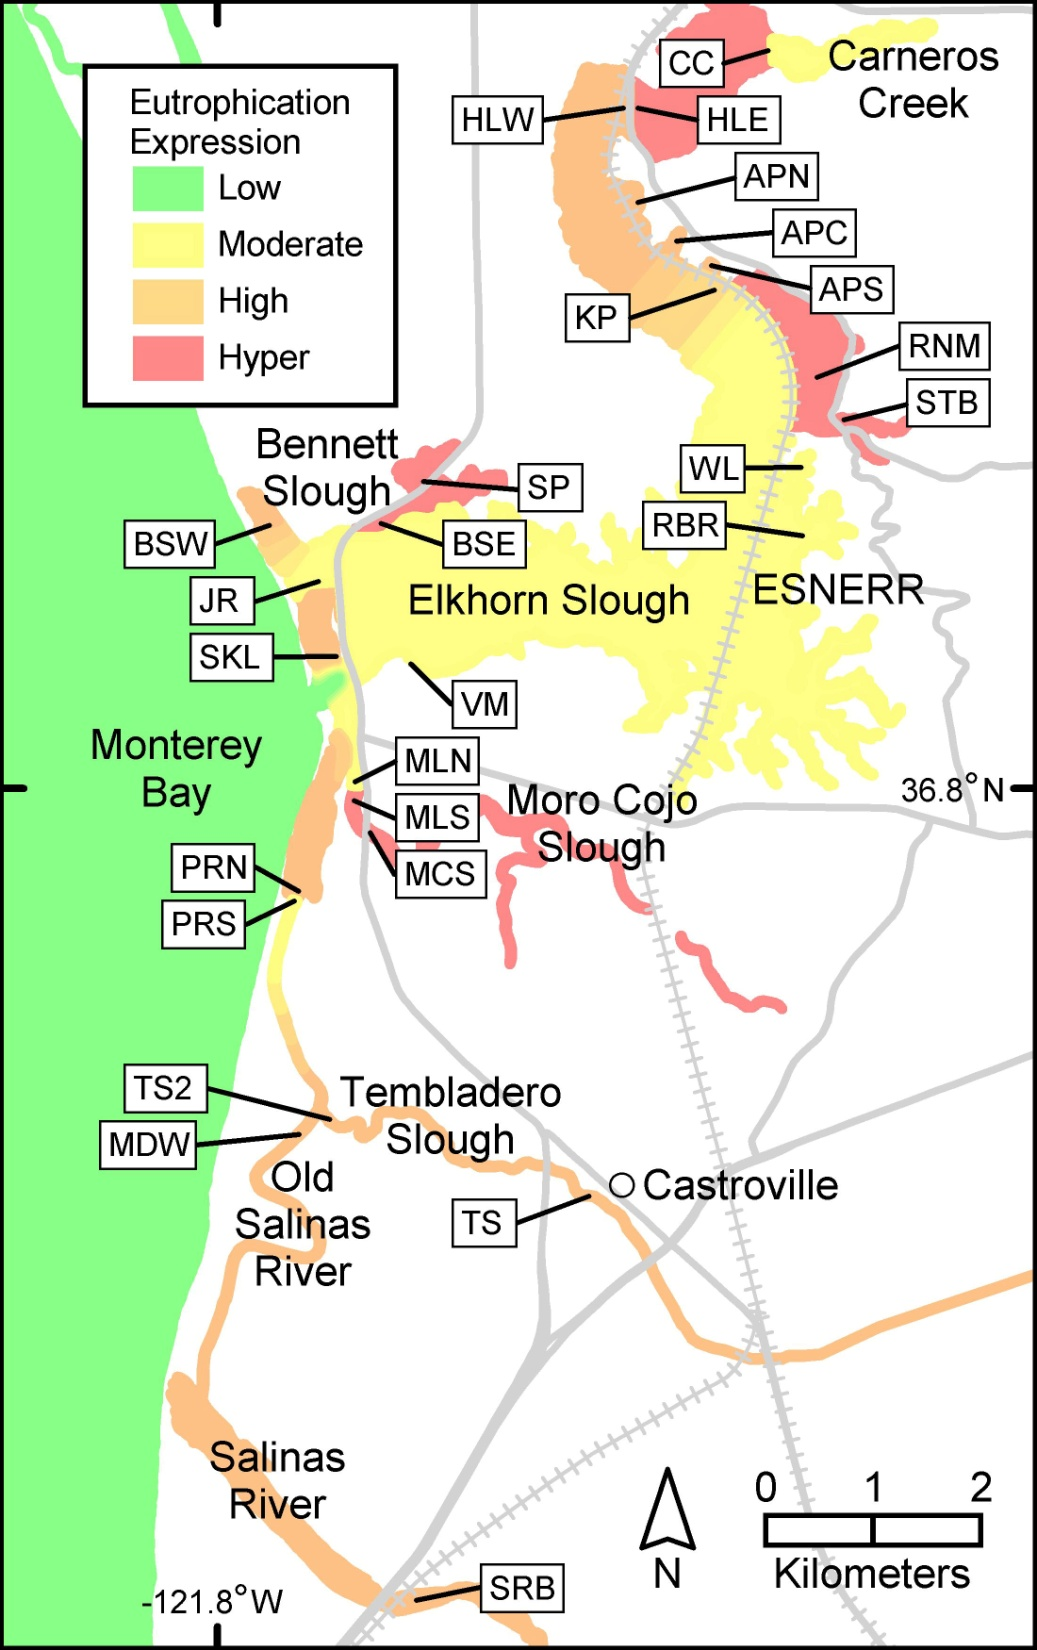 Eutrophication
Expression
Low
Moderate
High
Hyper
CC
Carneros
Creek
HLW
HLE
APN
APC
APS
KP
RNM
STB
Bennett
Slough
WL
SP
RBR
BSW
BSE
ESNERR
JR
Elkhorn Slough
SKL
VM
Monterey
Bay
MLN
36.8°N
Moro Cojo
Slough
MLS
PRN
MCS
PRS
TS2
Tembladero
Slough
MDW
Old
Salinas
River
Castroville
TS
Salinas
River
0 1 2
Kilometers
N
SRB
-121.8°W